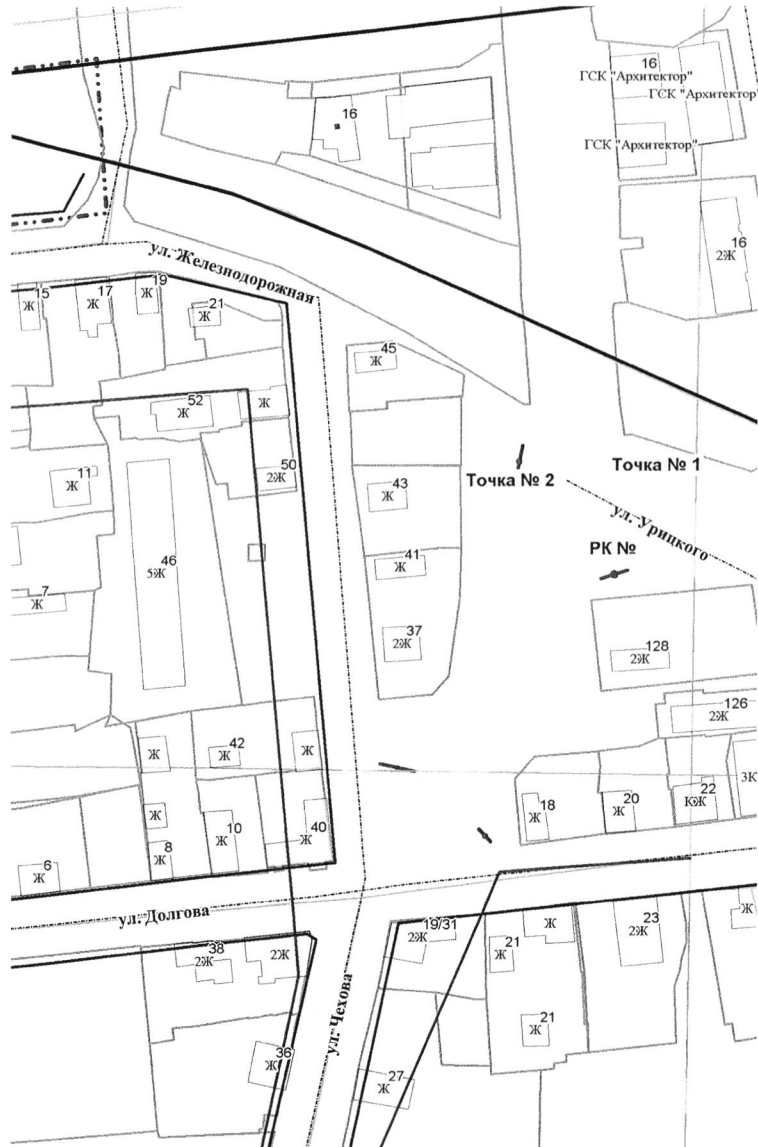 16
ГСК "Архитектор"
ГСК "Архитектор"
16
ГСК "Архитектор"
16
2Ж
ул. Железнодорожная
15
Ж
17
Ж
19
Ж
21
Ж
45
Ж
52
Ж
Ж
50
2Ж
11
Ж
43
Ж
Точка № 2
Точка № 1
ул. Урицкого
РК №
46
5Ж
41
Ж
7
Ж
37
2Ж
128
2Ж
126
2Ж
Ж
42
Ж
Ж
3К
Ж
18
Ж
20
Ж
22
КЖ
10
Ж
40
Ж
8
Ж
6
Ж
ул. Долгова
19/31
2Ж
21
Ж
Ж
23
2Ж
Ж
38
2Ж
2Ж
21
Ж
ул. Чехова
36
Ж
27
Ж